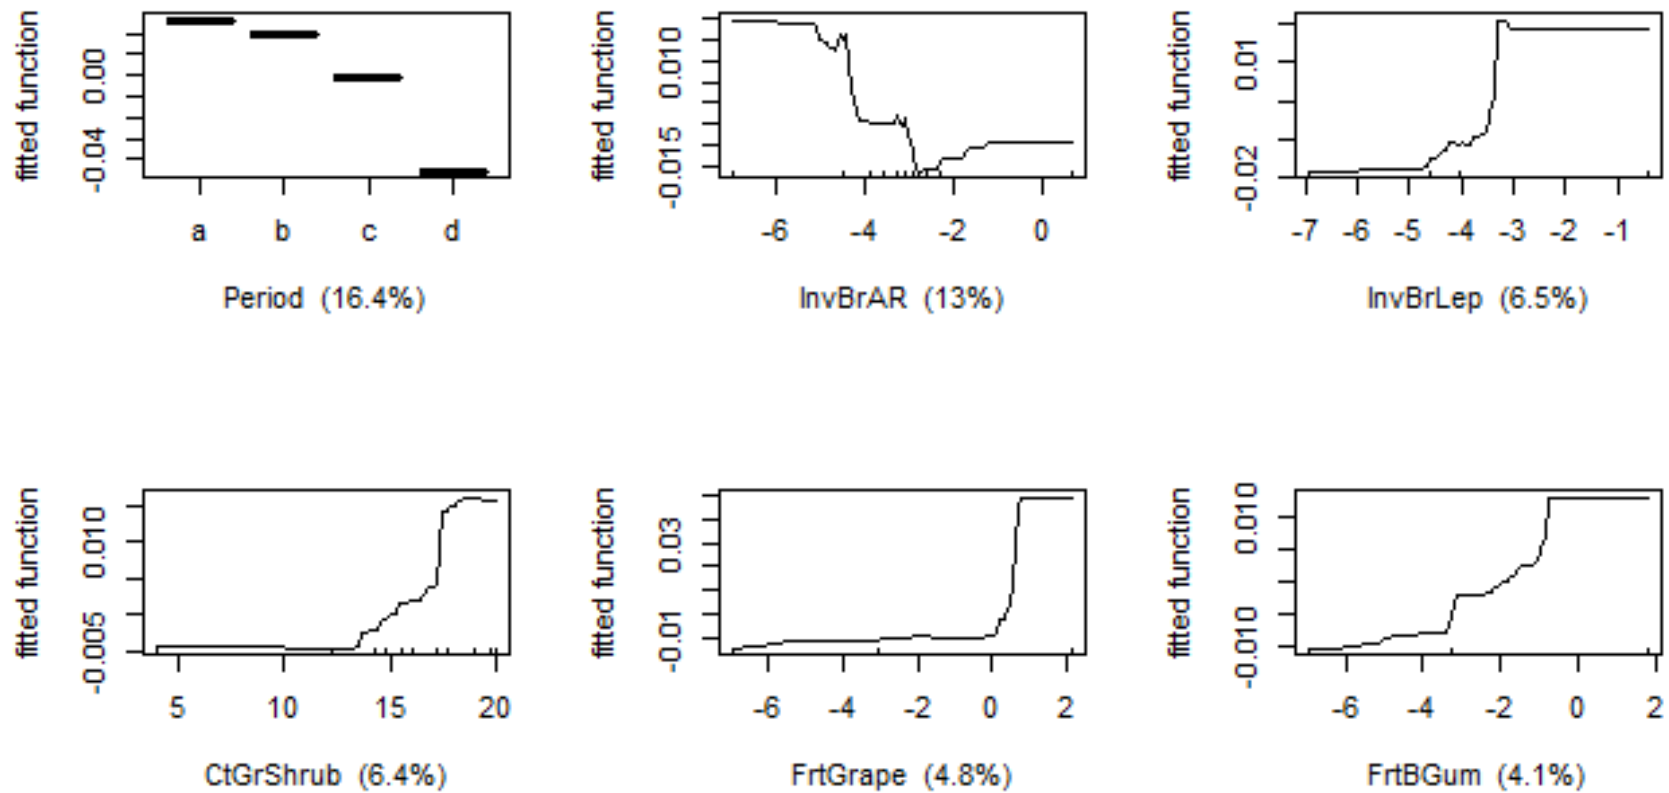 fitted function
0.00
-0.04
a b c d
Period (16.4%)
fitted function
0.010
-0.015
-6 -4 -2 0
InvBrAR (13%)
fitted function
0.01
-0.02
-7 -6 -5 -4 -3 -2 -1
InvBrLep (6.5%)
fitted function
0.010
-0.005
5 10 15 20
CtGrShrub (6.4%)
fitted function
0.03
-0.01
-6 -4 -2 0 2
FrtGrape (4.8%)
fitted function
0.010
-0.010
-6 -4 -2 0 2
FrtBGum (4.1%)